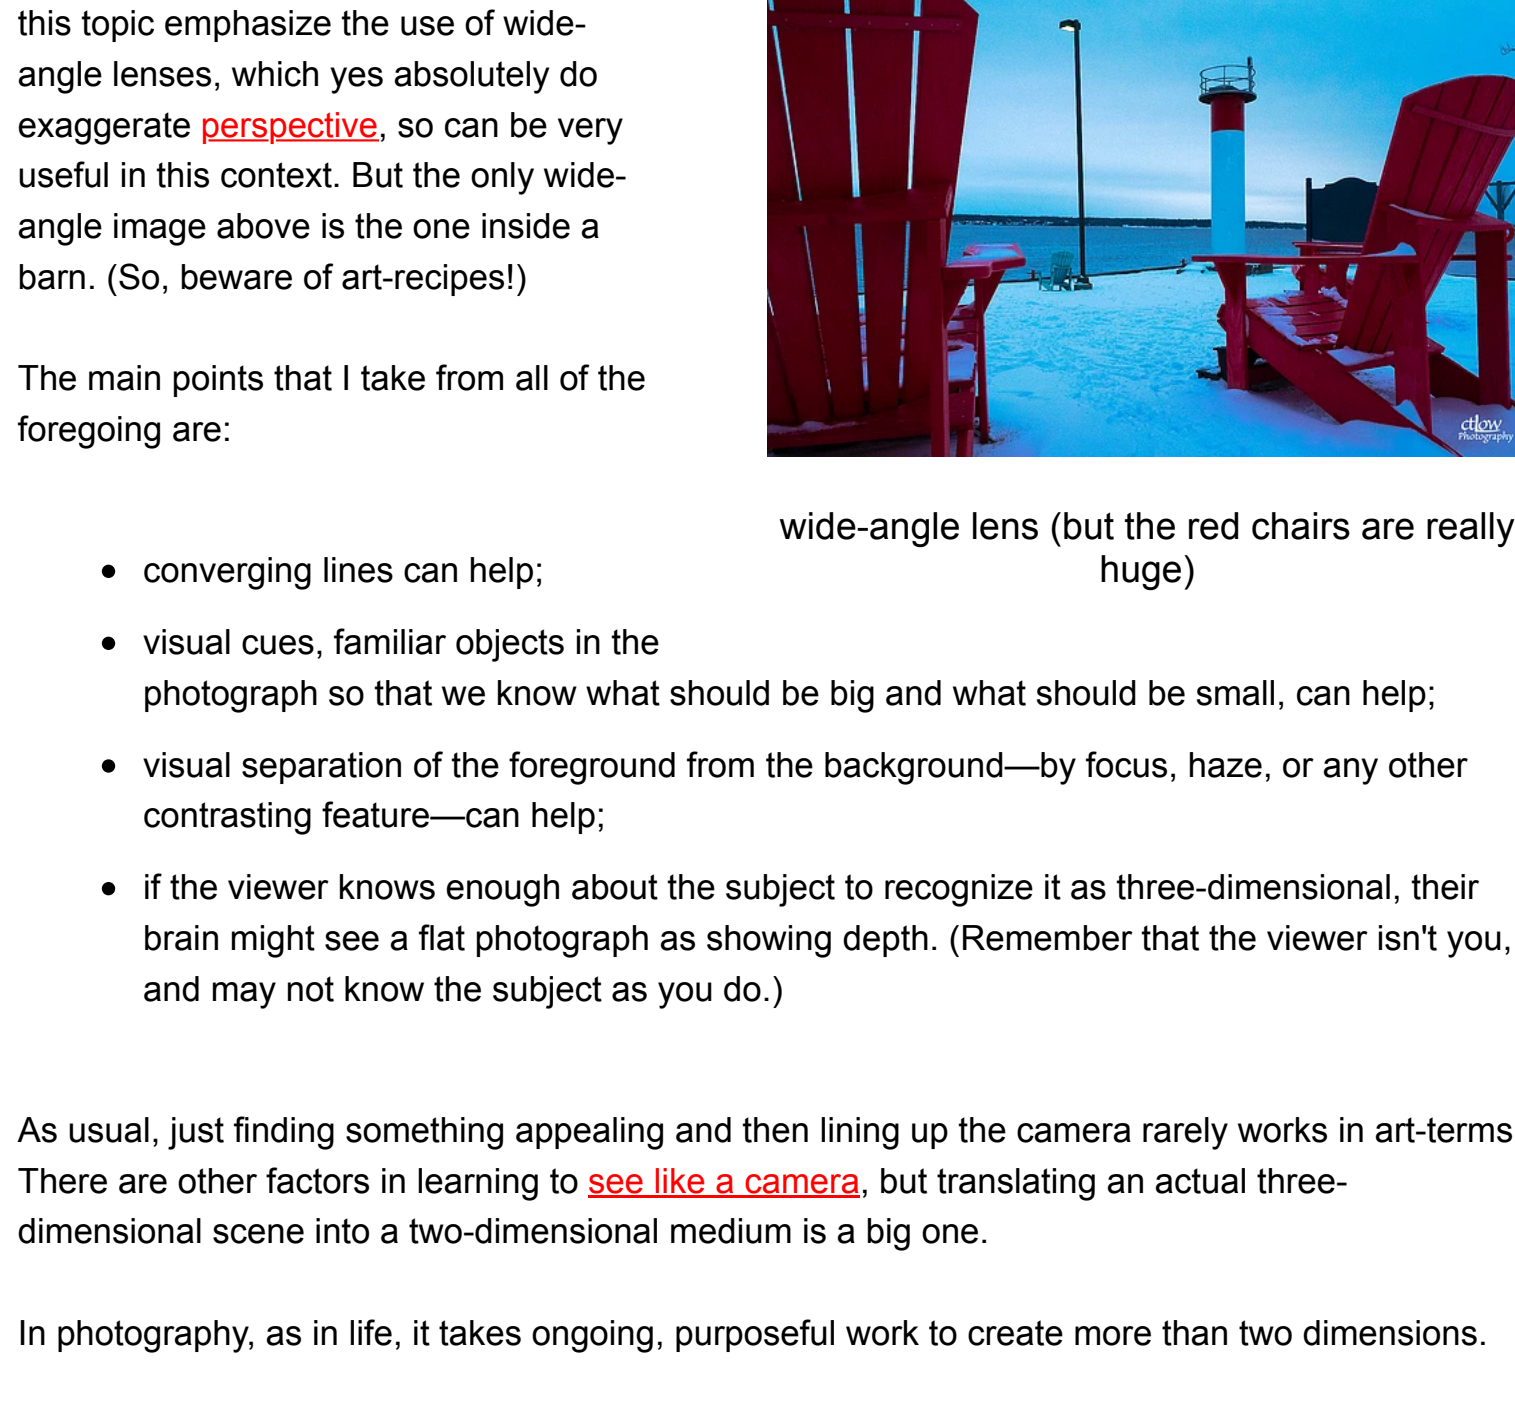 this topic emphasize the use of wide-
angle lenses, which yes absolutely do
exaggerate perspective, so can be very
useful in this context. But the only wide-
angle image above is the one inside a
barn. (So, beware of art-recipes!)
The main points that I take from all of the
foregoing are:
ctlow
Photography
wide-angle lens (but the red chairs are really
huge)
• converging lines can help;
• visual cues, familiar objects in the
photograph so that we know what should be big and what should be small, can help;
• visual separation of the foreground from the background—by focus, haze, or any other
contrasting feature—can help;
• if the viewer knows enough about the subject to recognize it as three-dimensional, their
brain might see a flat photograph as showing depth. (Remember that the viewer isn't you,
and may not know the subject as you do.)
As usual, just finding something appealing and then lining up the camera rarely works in art-terms
There are other factors in learning to see like a camera, but translating an actual three-
dimensional scene into a two-dimensional medium is a big one.
In photography, as in life, it takes ongoing, purposeful work to create more than two dimensions.